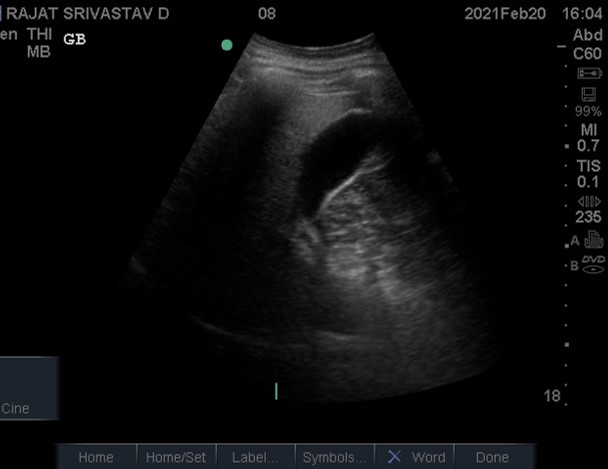 RAJAT SRIVASTAV D 08 2021Feb20 16:04
en THI Abd
MB GB C60
99%
MI
0.7
TIS
0.1
235
A
B DVD
18
Cine
Home Home/Set Label... Symbols... X Word Done